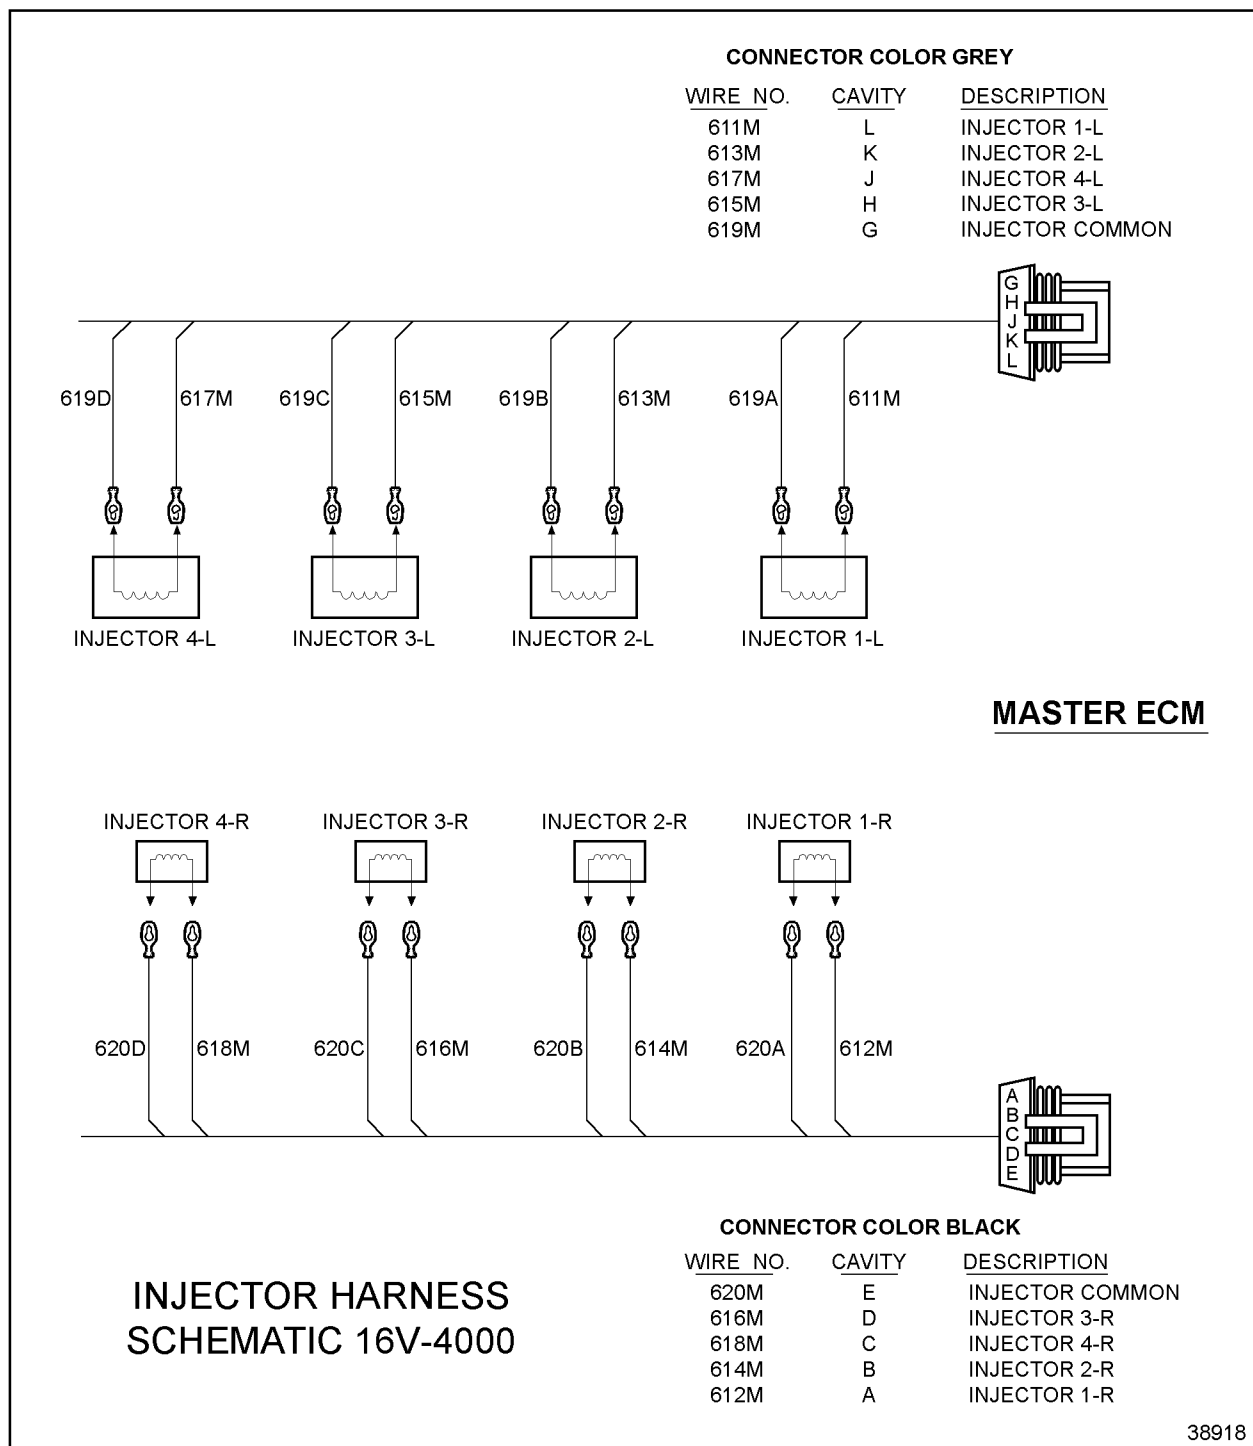 CONNECTOR COLOR GREY
WIRE NO. CAVITY DESCRIPTION
611M L INJECTOR 1-L
613M K INJECTOR 2-L
617M J INJECTOR 4-L
615M H INJECTOR 3-L
619M G INJECTOR COMMON
G
H
J
K
L
619D 617M 619C 615M 619B 613M 619A 611M
INJECTOR 4-L INJECTOR 3-L INJECTOR 2-L INJECTOR 1-L
MASTER ECM
INJECTOR 4-R INJECTOR 3-R INJECTOR 2-R INJECTOR 1-R
620D 618M 620C 616M 620B 614M 620A 612M
A
B
C
D
E
CONNECTOR COLOR BLACK
WIRE NO. CAVITY DESCRIPTION
620M E INJECTOR COMMON
616M D INJECTOR 3-R
618M C INJECTOR 4-R
614M B INJECTOR 2-R
612M A INJECTOR 1-R
INJECTOR HARNESS
SCHEMATIC 16V-4000
38918